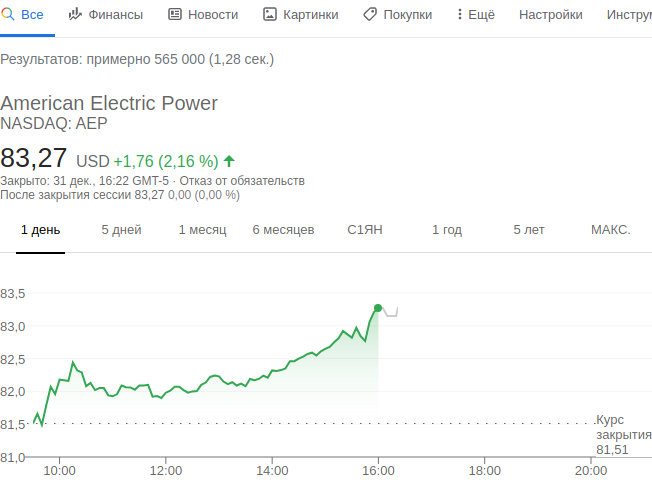 Все Финансы Новости Картинки Покупки Ещё Настройки Инстру
Результатов: примерно 565 000 (1,28 сек.)
American Electric Power
NASDAQ: AEP
83,27 USD +1,76 (2,16 %)
Закрыто: 31 дек., 16:22 GMT-5 · Отказ от обязательств
После закрытия сессии 83,27 0,00 (0,00 %)
1 день 5 дней 1 месяц 6 месяцев С1ЯН 1 год 5 лет МАКС.
83,5
83,0
82,5
82,0
81,5
Курс
закрытия
81,51
81,0
10:00 12:00 14:00 16:00 18:00 20:00